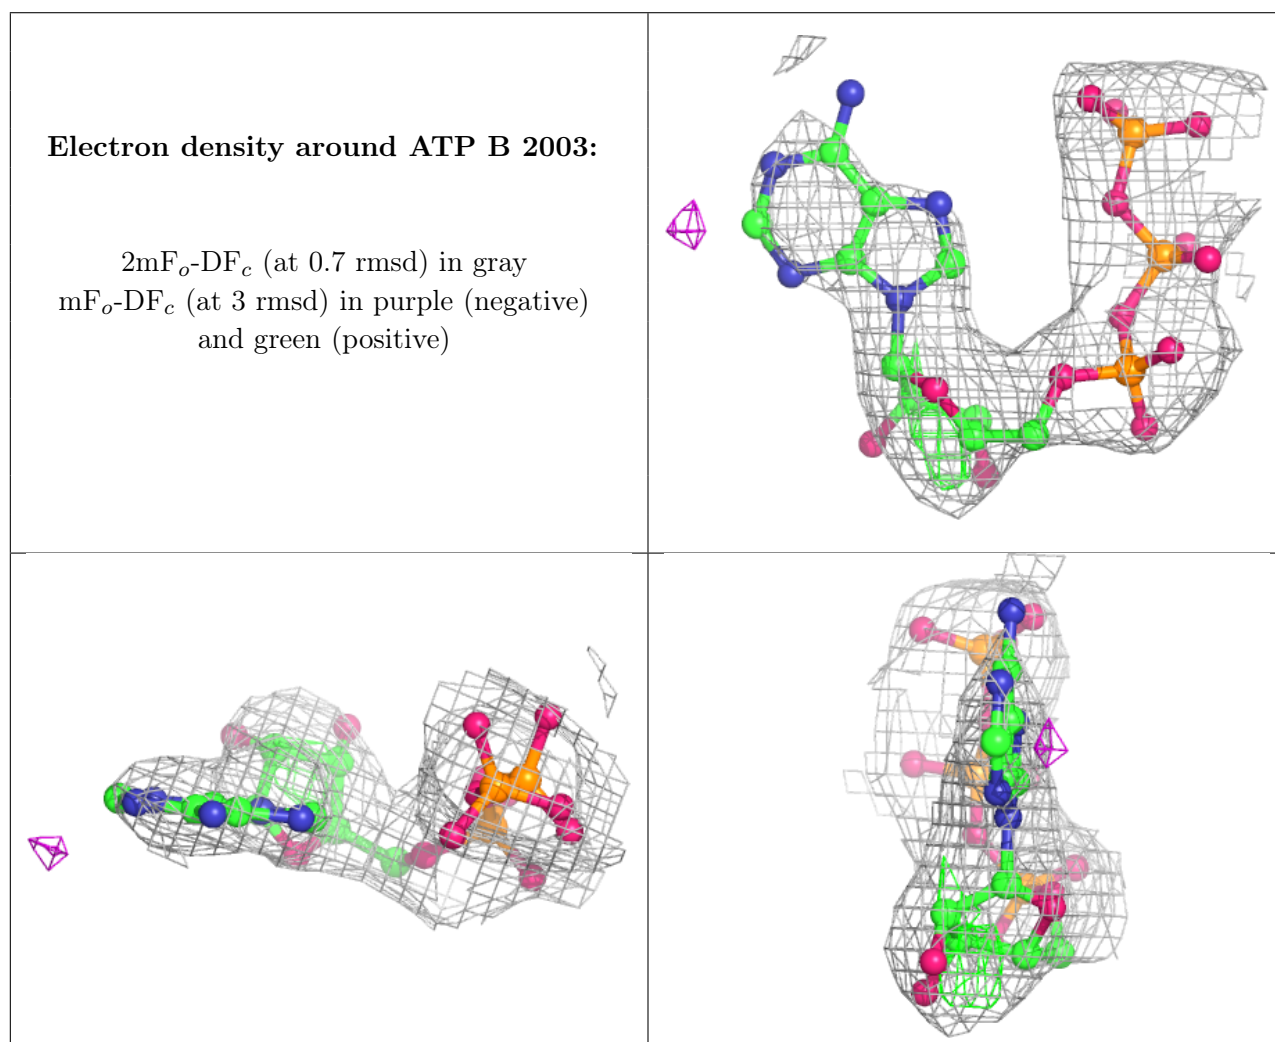 Electron density around ATP B 2003:
2mFo-DFc (at 0.7 rmsd) in gray
mFo-DFc (at 3 rmsd) in purple (negative)
and green (positive)